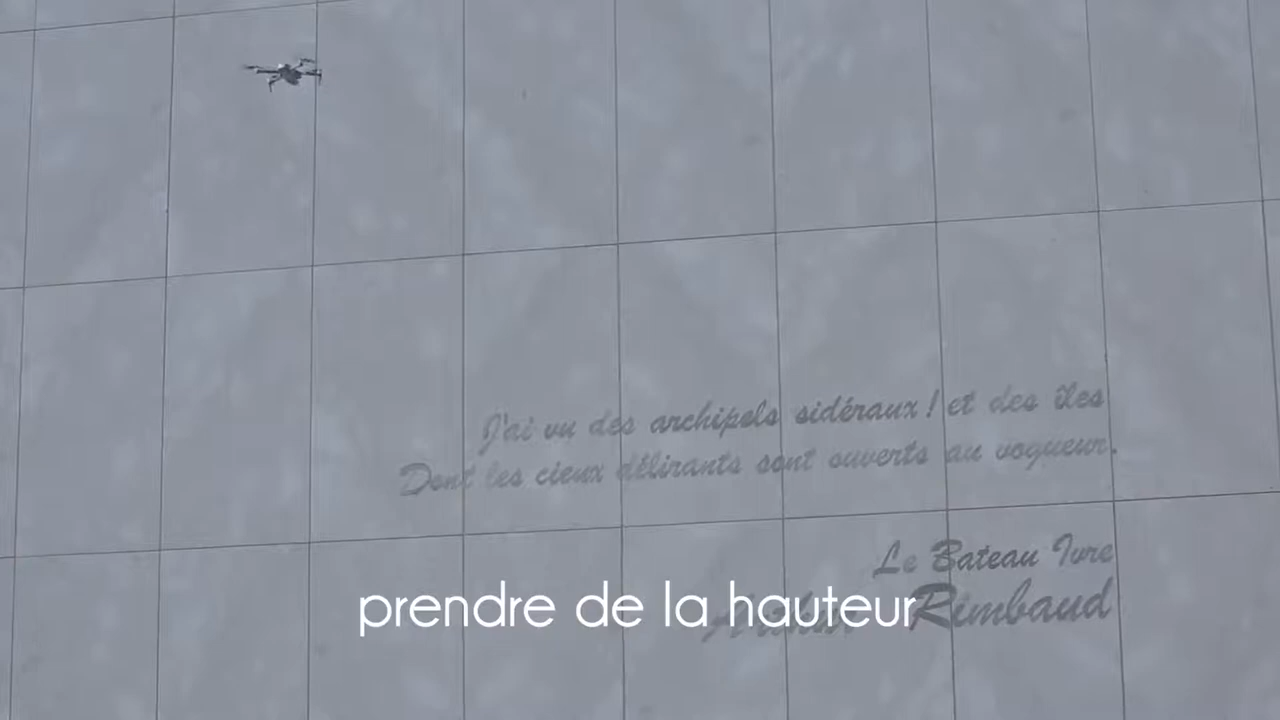 J'ai vu des archipels sidéraux ! et des îles
Dont les cieux délirants sont ouverts au vogueur.
Le Bateau Ivre
Arthur Rimbaud
prendre de la hauteur